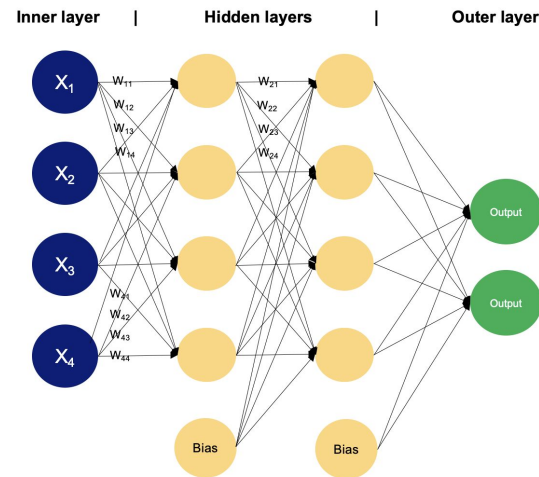 Inner layer | Hidden layers | Outer layer
X₁
W₁₁
W₁₂
W₁₃
W₁₄
W₂₁
W₂₂
W₂₃
W₂₄
X₂
Output
X₃
Output
W₄₁
W₄₂
W₄₃
W₄₄
X₄
Bias
Bias